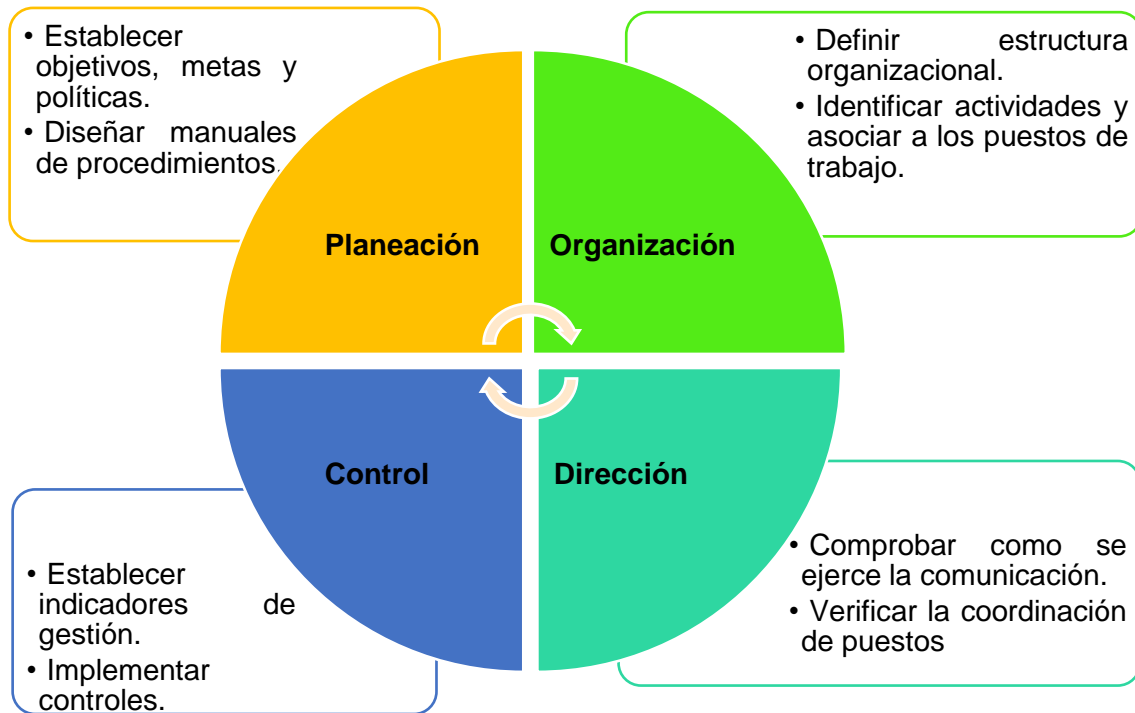 • Establecer
objetivos, metas y
políticas.
• Diseñar manuales
de procedimientos.
• Definir estructura
organizacional.
• Identificar actividades y
asociar a los puestos de
trabajo.
Planeación
Organización
Control
Dirección
• Establecer
indicadores de
gestión.
• Implementar
controles.
• Comprobar como se
ejerce la comunicación.
• Verificar la coordinación
de puestos